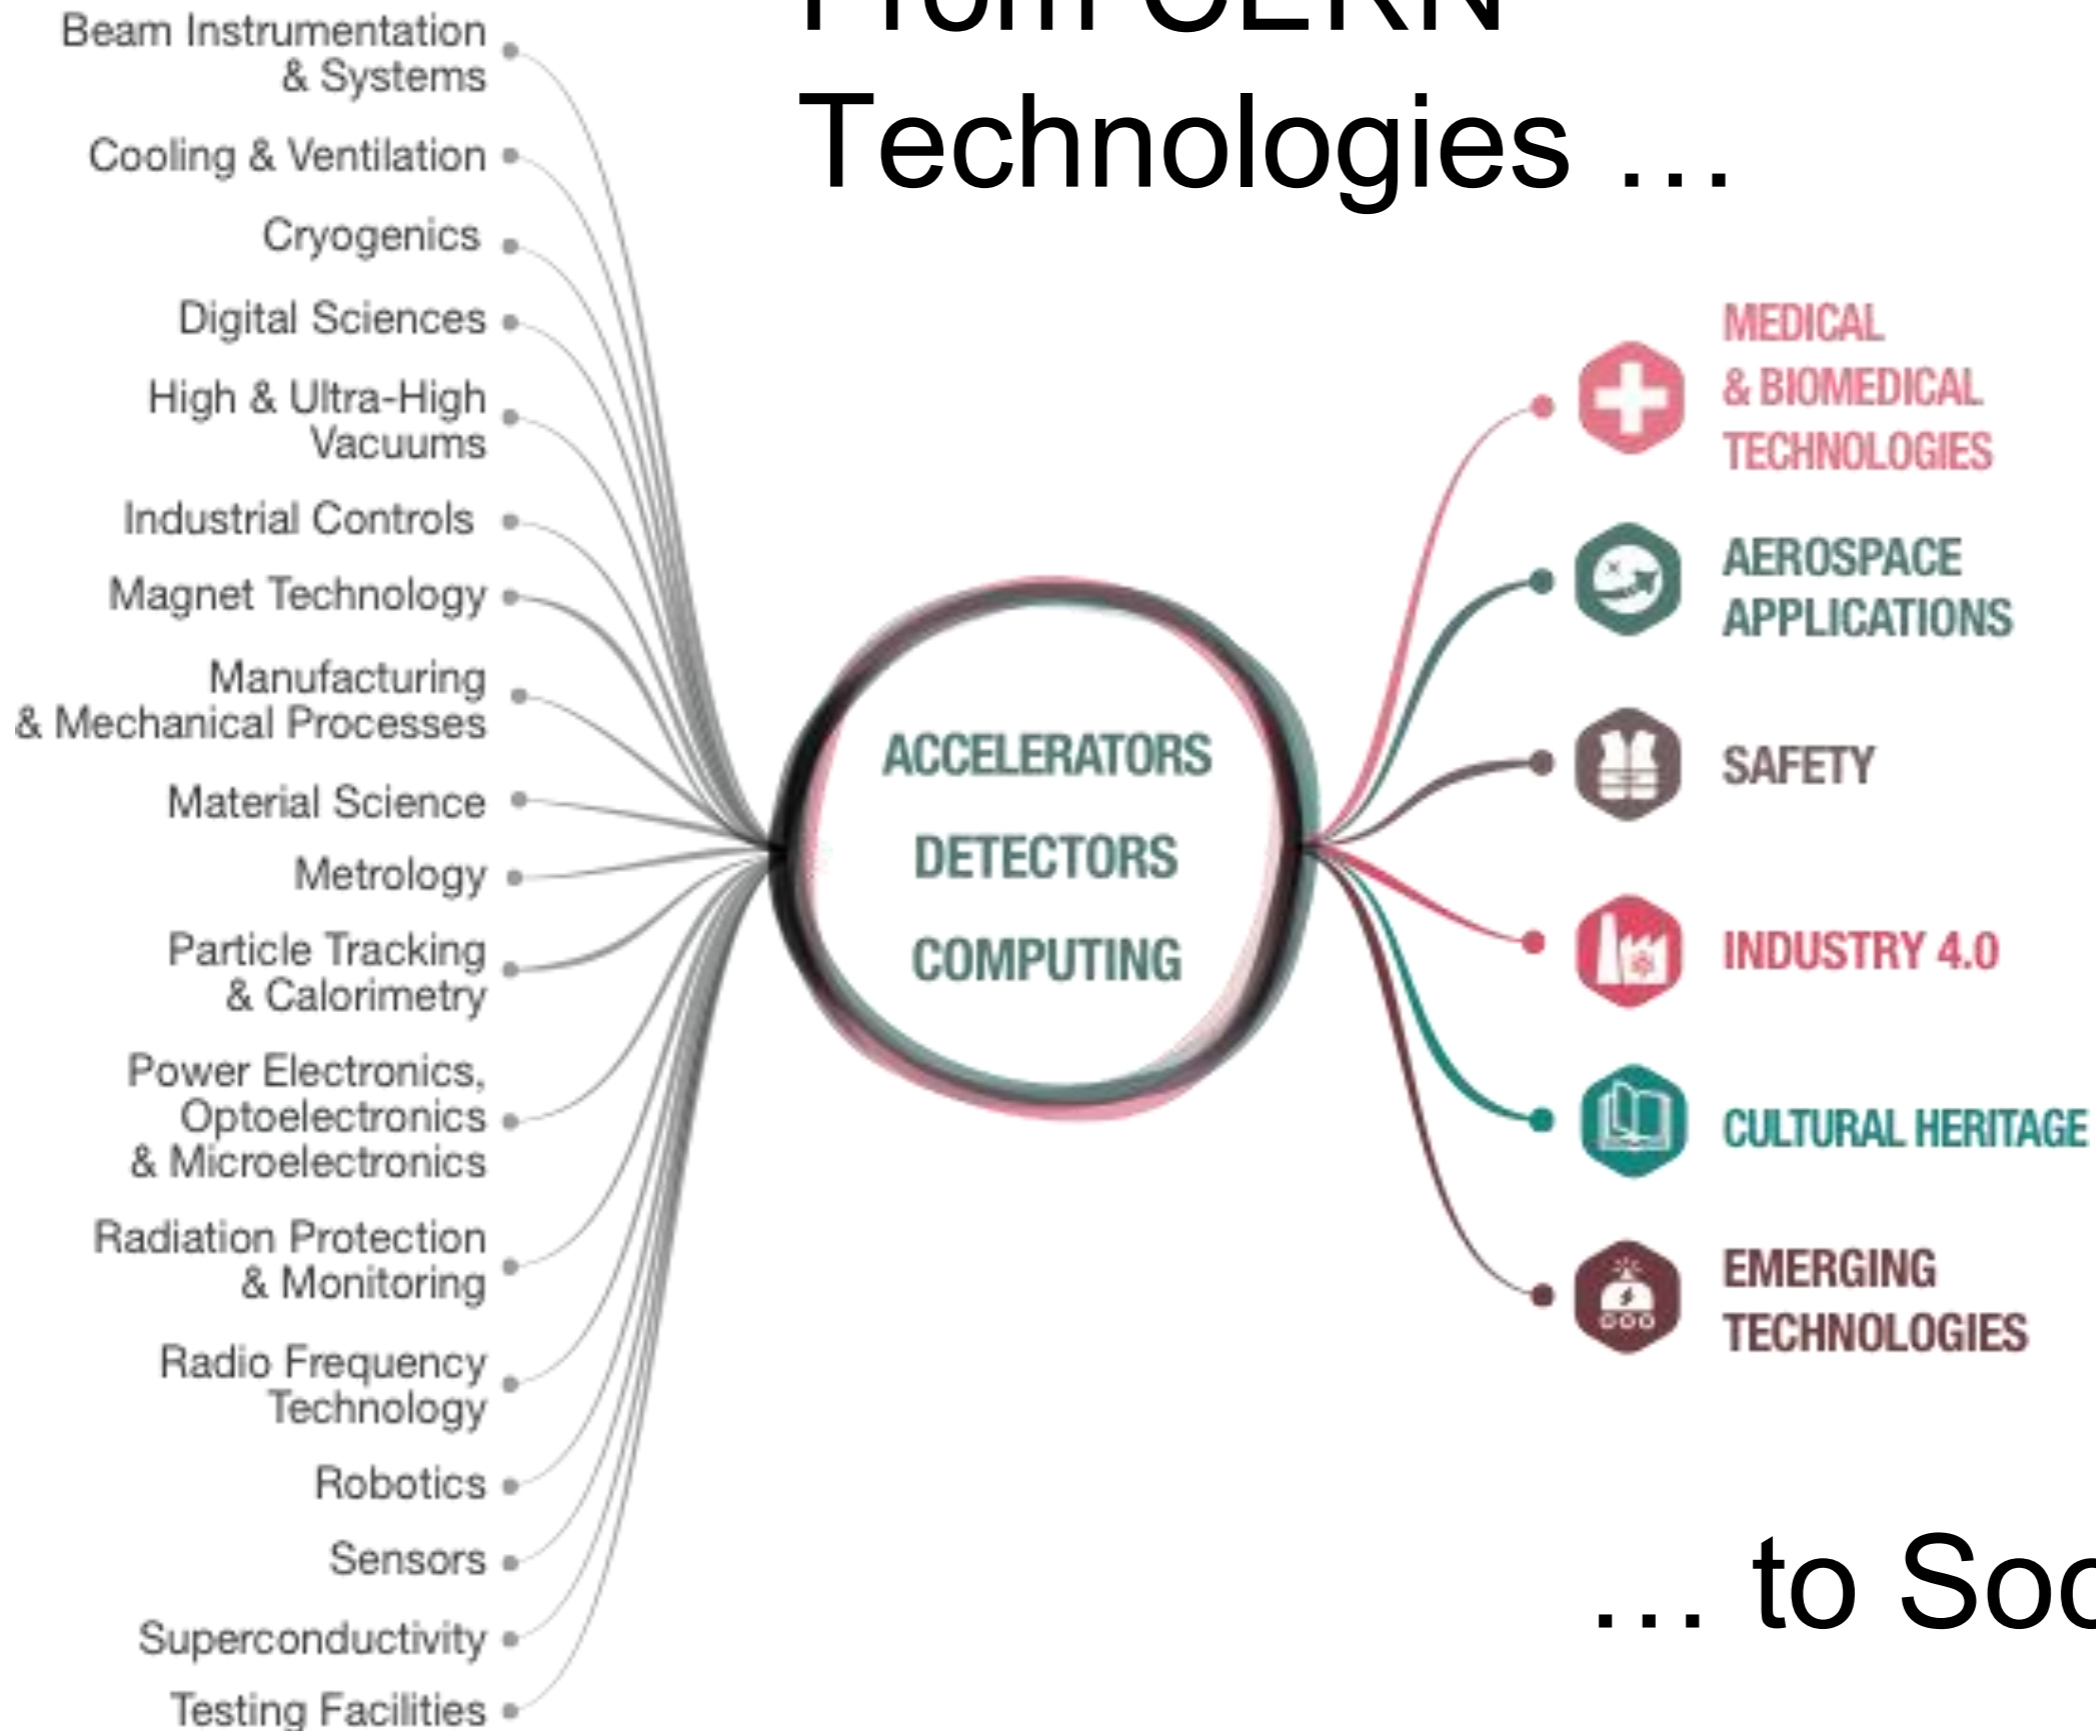 From CERN
Technologies ...
Beam Instrumentation
& Systems
Cooling & Ventilation
Cryogenics
Digital Sciences
High & Ultra-High
Vacuums
Industrial Controls
Magnet Technology
Manufacturing
& Mechanical Processes
Material Science
Metrology
Particle Tracking
& Calorimetry
Power Electronics,
Optoelectronics
& Microelectronics
Radiation Protection
& Monitoring
Radio Frequency
Technology
Robotics
Sensors
Superconductivity
Testing Facilities
ACCELERATORS
DETECTORS
COMPUTING
MEDICAL
& BIOMEDICAL
TECHNOLOGIES
AEROSPACE
APPLICATIONS
SAFETY
INDUSTRY 4.0
CULTURAL HERITAGE
EMERGING
TECHNOLOGIES
... to